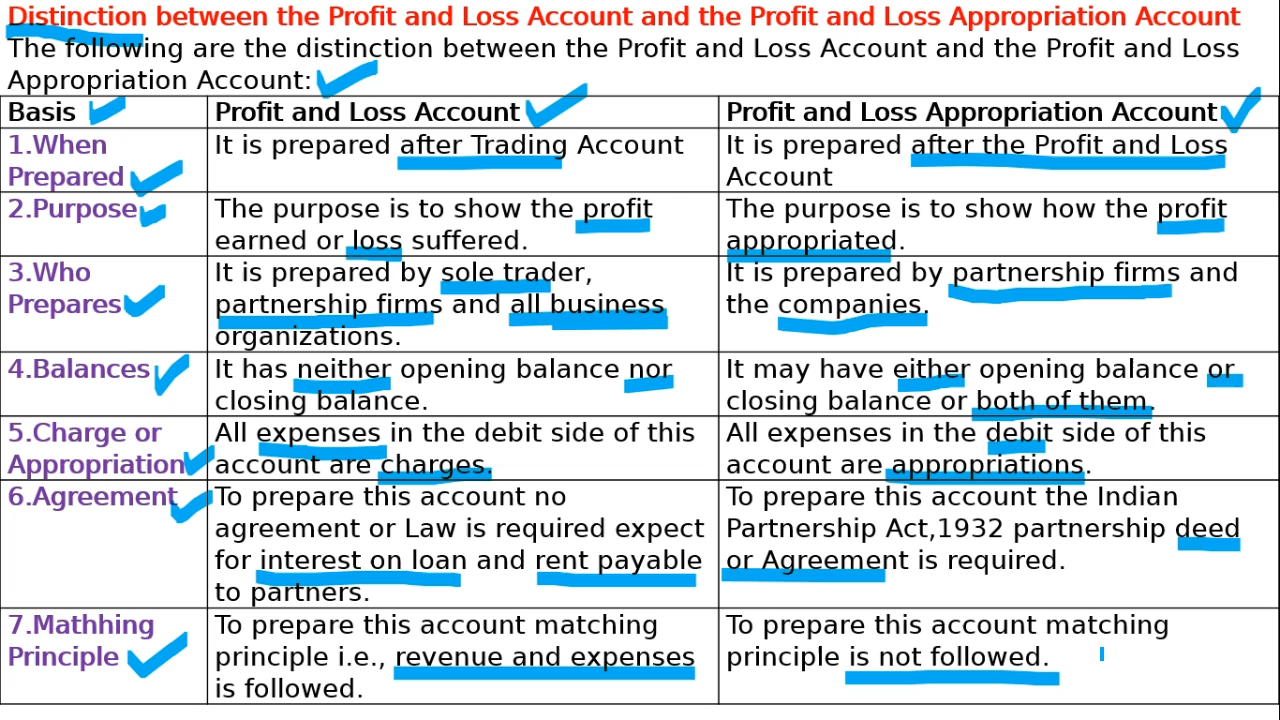 Distinction between the Profit and Loss Account and the Profit and Loss Appropriation Account
The following are the distinction between the Profit and Loss Account and the Profit and Loss
Appropriation Account:
Basis
Profit and Loss Account
Profit and Loss Appropriation Account
1.When
Prepared
It is prepared after Trading Account
It is prepared after the Profit and Loss
Account
2.Purpose
The purpose is to show the profit
earned or loss suffered.
The purpose is to show how the profit
appropriated.
3.Who
Prepares
It is prepared by sole trader,
partnership firms and all business
organizations.
It is prepared by partnership firms and
the companies.
4.Balances
It has neither opening balance nor
closing balance.
It may have either opening balance or
closing balance or both of them.
5.Charge or
Appropriation
All expenses in the debit side of this
account are charges.
All expenses in the debit side of this
account are appropriations.
6.Agreement
To prepare this account no
agreement or Law is required expect
for interest on loan and rent payable
to partners.
To prepare this account the Indian
Partnership Act,1932 partnership deed
or Agreement is required.
7.Mathhing
Principle
To prepare this account matching
principle i.e., revenue and expenses
is followed.
To prepare this account matching
principle is not followed.